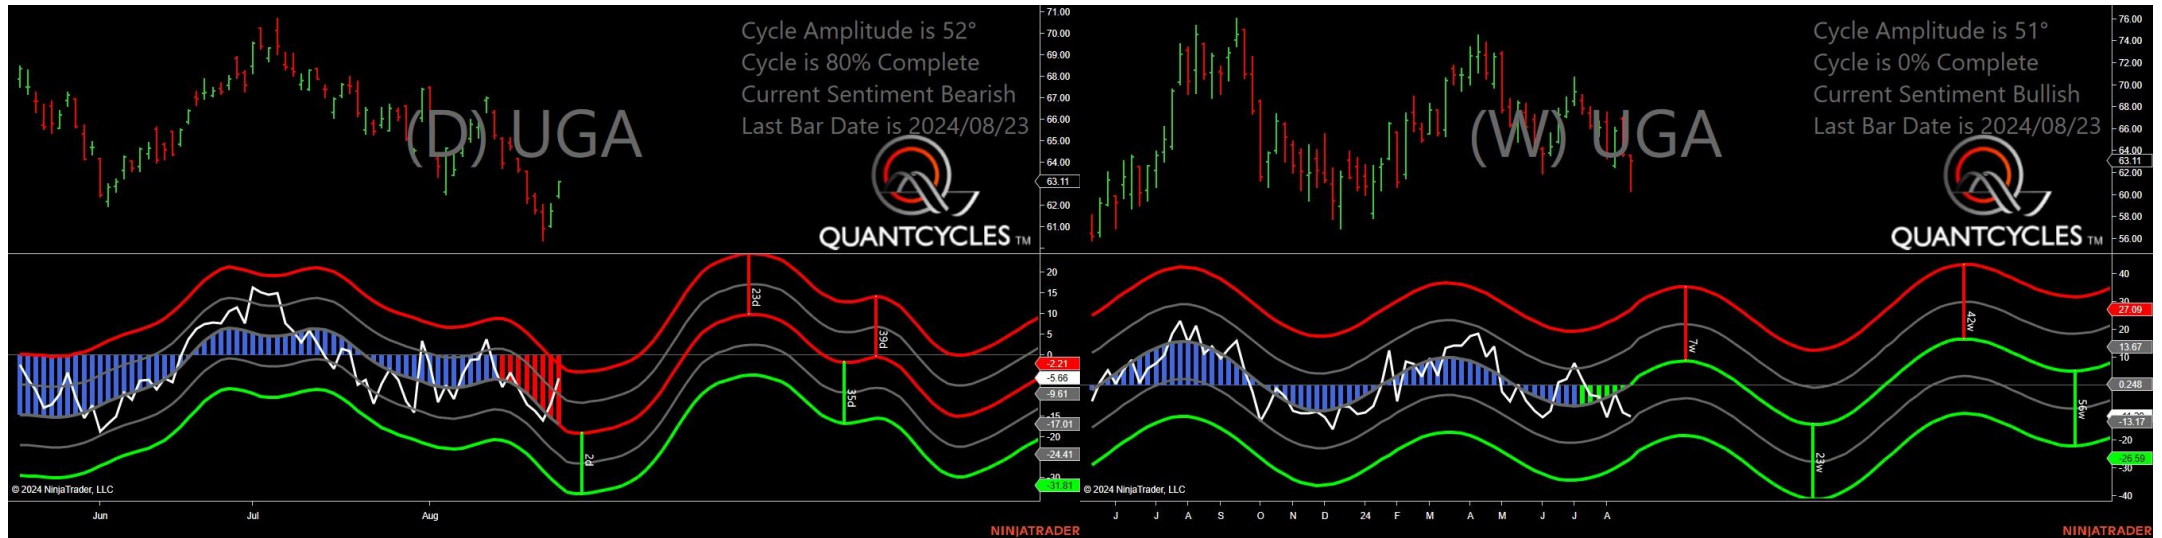 Cycle Amplitude is 52°
Cycle is 80% Complete
Current Sentiment Bearish
Last Bar Date is 2024/08/23
(D) UGA
QUANTCYCLES TM
71.00
70.00
69.00
68.00
67.00
66.00
65.00
64.00
63.11
62.00
61.00
20
15
10
5
0
-2.21
-5.66
-9.61
-15
-17.01
-20
-24.41
-30
-31.81
23d
39d
35d
2d
© 2024 NinjaTrader, LLC
Jun
Jul
Aug
NINJATRADER
Cycle Amplitude is 51°
Cycle is 0% Complete
Current Sentiment Bullish
Last Bar Date is 2024/08/23
(W) UGA
QUANTCYCLES TM
76.00
74.00
72.00
70.00
68.00
66.00
64.00
63.11
62.00
60.00
58.00
56.00
40
30
27.09
20
13.67
10
0.248
-13.17
-20
-26.59
-30
-40
7w
42w
23w
56w
© 2024 NinjaTrader, LLC
J J A S O N D 24 F M A M J J A
NINJATRADER